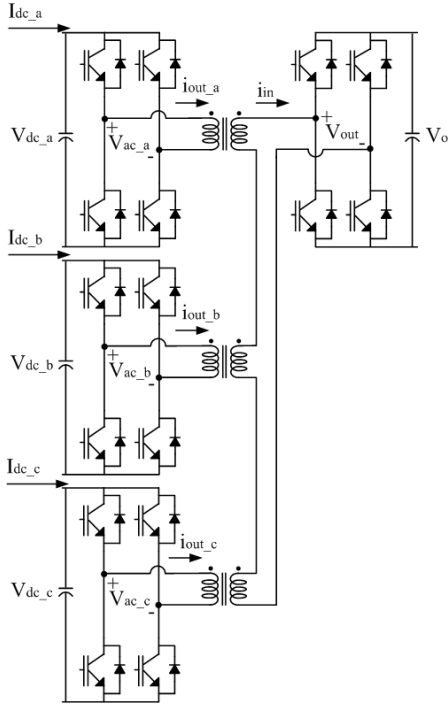 Idc_a
iout_a
iin
Vdc_a
+
Vac_a
-
+
Vout
-
Vo
Idc_b
iout_b
Vdc_b
+
Vac_b
-
Idc_c
iout_c
Vdc_c
+
Vac_c
-